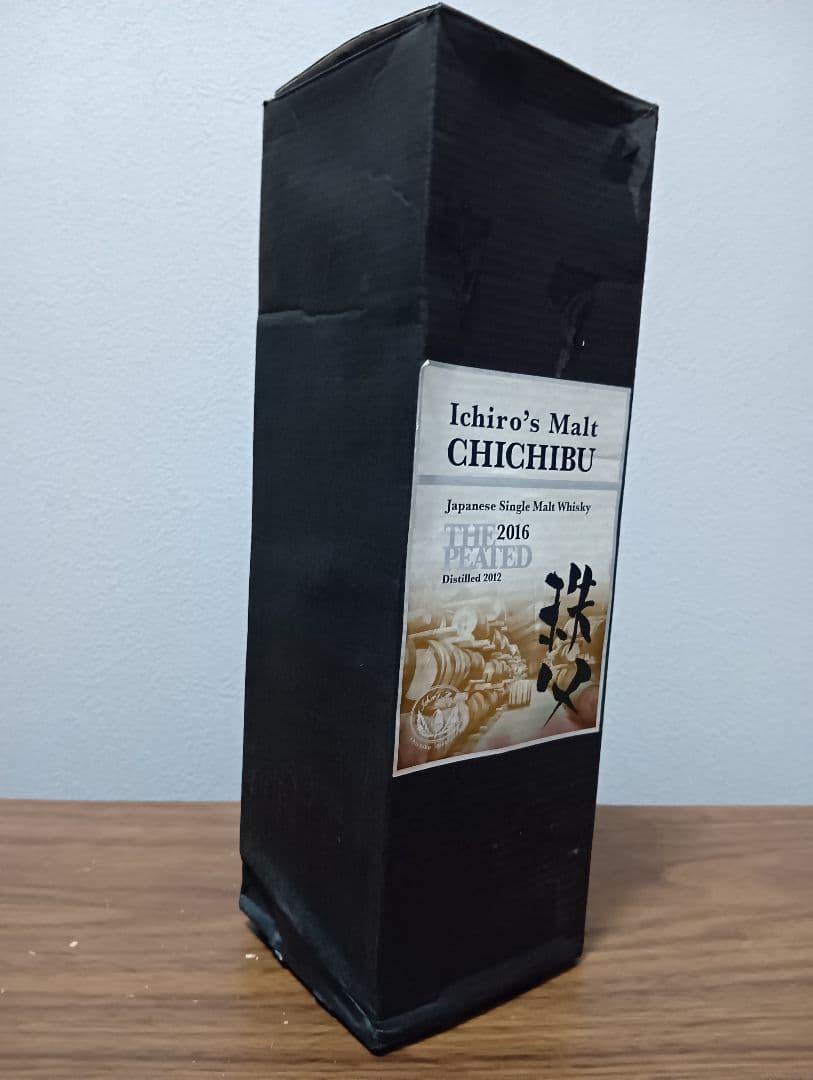 Ichiro's Malt
CHICHIBU
Japanese Single Malt Whisky
THE 2016
PEATED
Distilled 2012
秩父